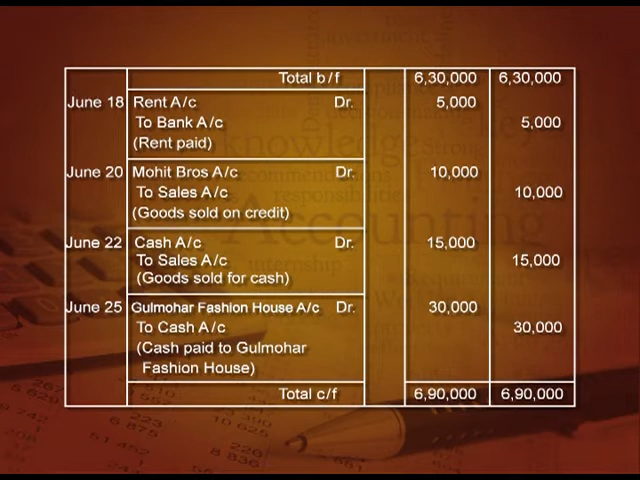 Total b/f 6,30,000 6,30,000
June 18 Rent A/c Dr. 5,000
To Bank A/c 5,000
(Rent paid)
June 20 Mohit Bros A/c Dr. 10,000
To Sales A/c 10,000
(Goods sold on credit)
June 22 Cash A/c Dr. 15,000
To Sales A/c 15,000
(Goods sold for cash)
June 25 Gulmohar Fashion House A/c Dr. 30,000
To Cash A/c 30,000
(Cash paid to Gulmohar
Fashion House)
Total c/f 6,90,000 6,90,000